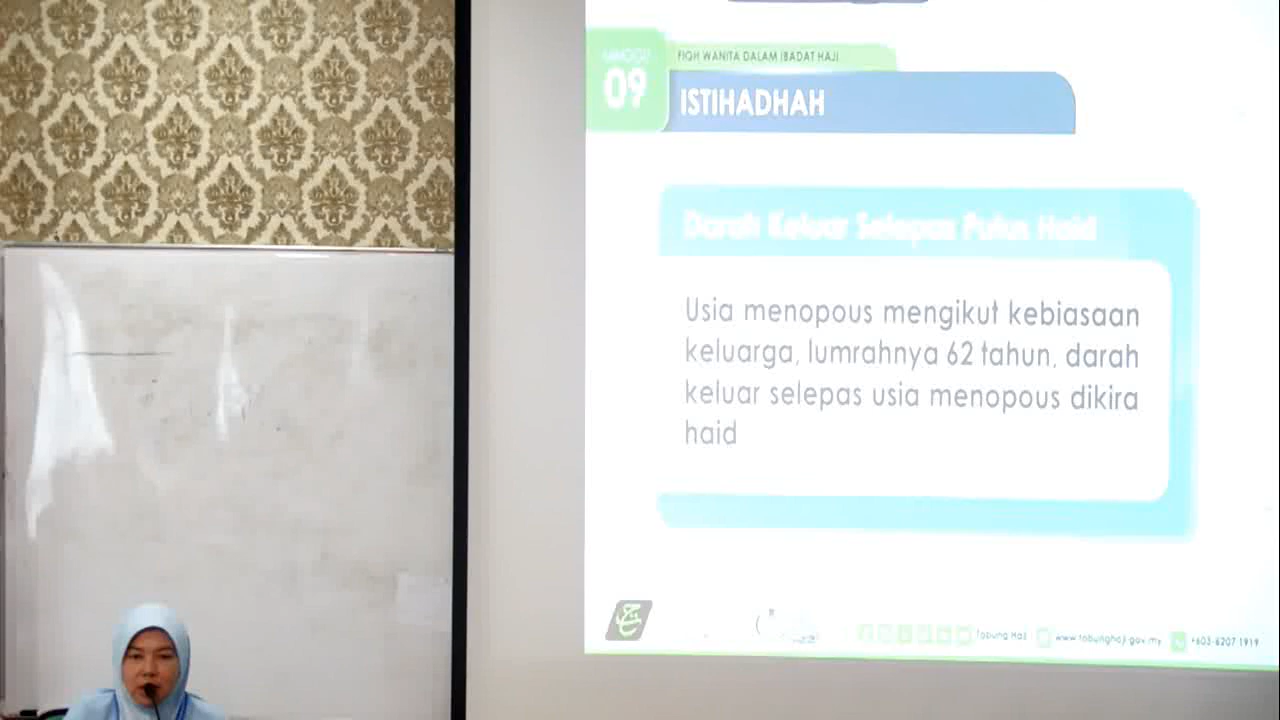 MINGGU
09
FIQH WANITA DALAM IBADAT HAJI
ISTIHADHAH
Darah Keluar Selepas Putus Haid
Usia menopous mengikut kebiasaan
keluarga, lumrahnya 62 tahun, darah
keluar selepas usia menopous dikira
haid
Tabung Haji
www.tabunghaji.gov.my
+603-6207 1919